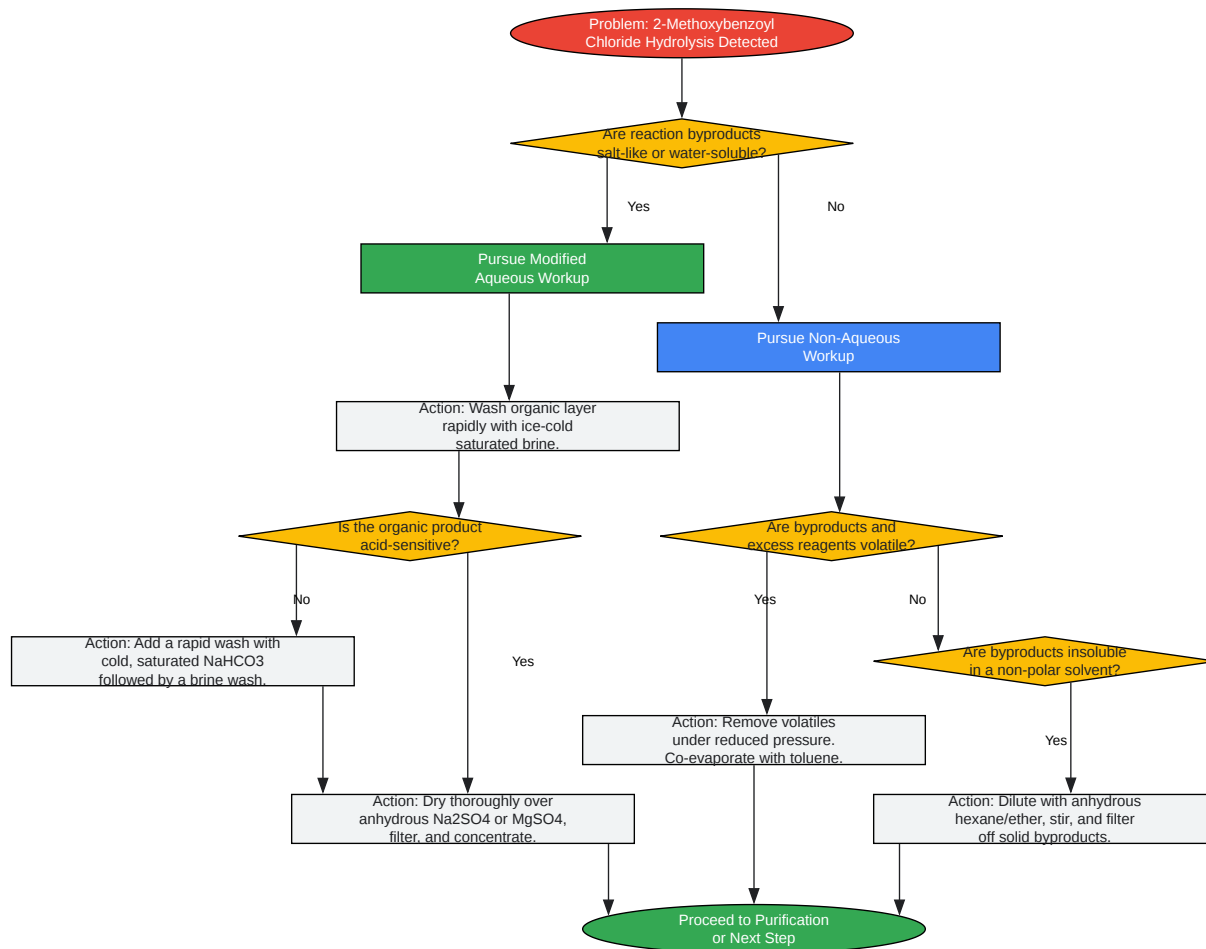 Problem: 2-Methoxybenzoyl
Chloride Hydrolysis Detected
Are reaction byproducts
salt-like or water-soluble?
Yes
No
Pursue Modified
Aqueous Workup
Pursue Non-Aqueous
Workup
Action: Wash organic layer
rapidly with ice-cold
saturated brine.
Is the organic product
acid-sensitive?
Are byproducts and
excess reagents volatile?
No
Yes
Yes
No
Action: Add a rapid wash with
cold, saturated NaHCO3
followed by a brine wash.
Are byproducts insoluble
in a non-polar solvent?
Action: Remove volatiles
under reduced pressure.
Co-evaporate with toluene.
Yes
Action: Dry thoroughly over
anhydrous Na2SO4 or MgSO4,
filter, and concentrate.
Action: Dilute with anhydrous
hexane/ether, stir, and filter
off solid byproducts.
Proceed to Purification
or Next Step